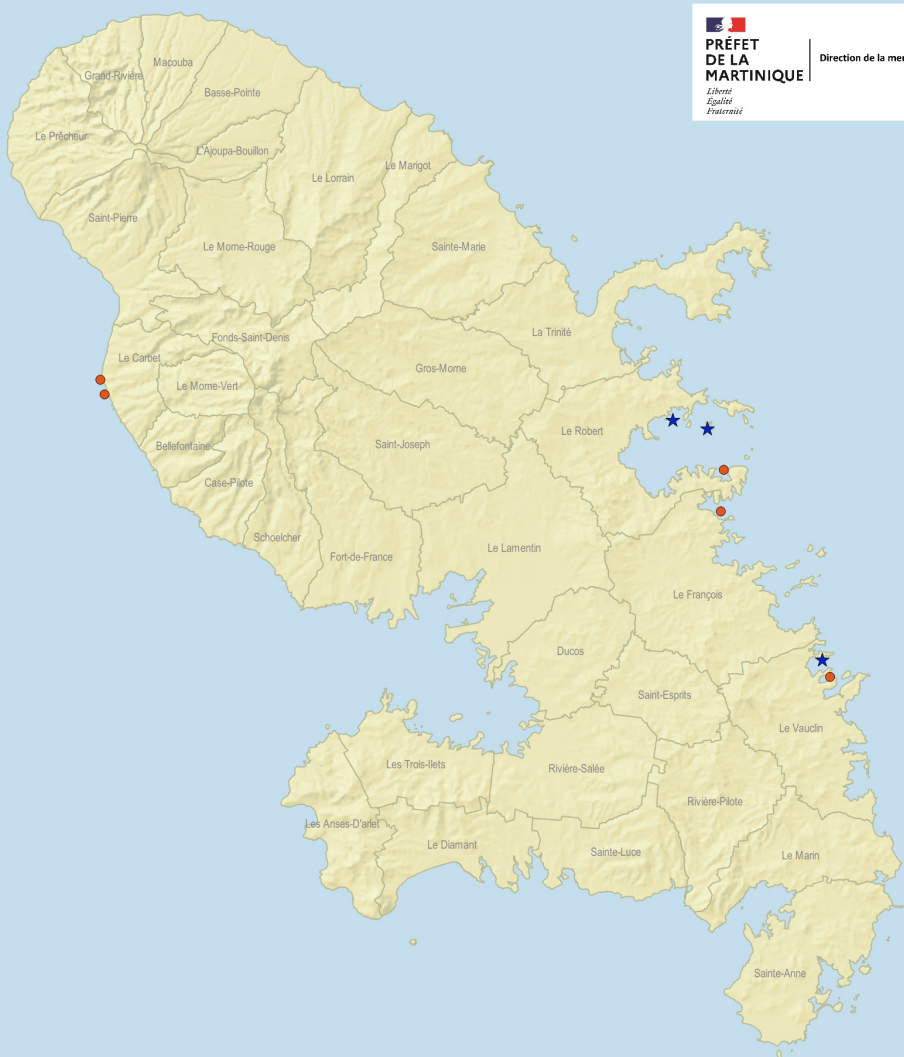 PRÉFET
DE LA
MARTINIQUE
Liberté
Égalité
Fraternité
Direction de la mer
Macouba
Grand-Rivière
Basse-Pointe
Le Prêcheur
L'Ajoupa-Bouillon
Le Marigot
Le Lorrain
Saint-Pierre
Le Morne-Rouge
Sainte-Marie
La Trinité
Fonds-Saint-Denis
Le Carbet
Gros-Morne
Le Morne-Vert
Le Robert
Saint-Joseph
Bellefontaine
Case-Pilote
Schoelcher
Le Lamentin
Fort-de-France
Le François
Ducos
Saint-Esprits
Le Vauclin
Les Trois-Ilets
Rivière-Salée
Rivière-Pilote
Les Anses-D'arlet
Le Diamant
Sainte-Luce
Le Marin
Sainte-Anne